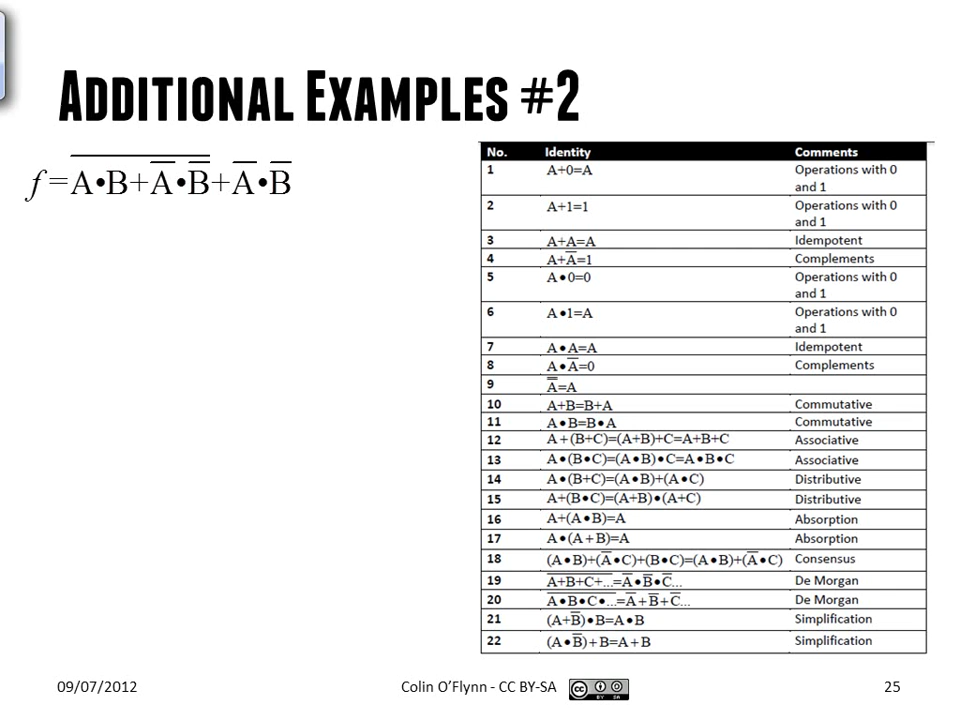 ADDITIONAL EXAMPLES #2
f=A̅•̅B̅+̅A̅̅•̅B̅̅+A̅•B̅
No. Identity Comments
1 A+0=A Operations with 0
and 1
2 A+1=1 Operations with 0
and 1
3 A+A=A Idempotent
4 A+A̅=1 Complements
5 A•0=0 Operations with 0
and 1
6 A•1=A Operations with 0
and 1
7 A•A=A Idempotent
8 A•A̅=0 Complements
9 A̅̅=A
10 A+B=B+A Commutative
11 A•B=B•A Commutative
12 A+(B+C)=(A+B)+C=A+B+C Associative
13 A•(B•C)=(A•B)•C=A•B•C Associative
14 A•(B+C)=(A•B)+(A•C) Distributive
15 A+(B•C)=(A+B)•(A+C) Distributive
16 A+(A•B)=A Absorption
17 A•(A+B)=A Absorption
18 (A•B)+(A̅•C)+(B•C)=(A•B)+(A̅•C) Consensus
19 A̅+̅B̅+̅C̅+̅.̅.̅.̅=A̅•B̅•C̅... De Morgan
20 A̅•̅B̅•̅C̅•̅.̅.̅.̅=A̅+B̅+C̅... De Morgan
21 (A+B̅)•B=A•B Simplification
22 (A•B̅)+B=A+B Simplification
09/07/2012 Colin O’Flynn - CC BY-SA cc BY SA 25